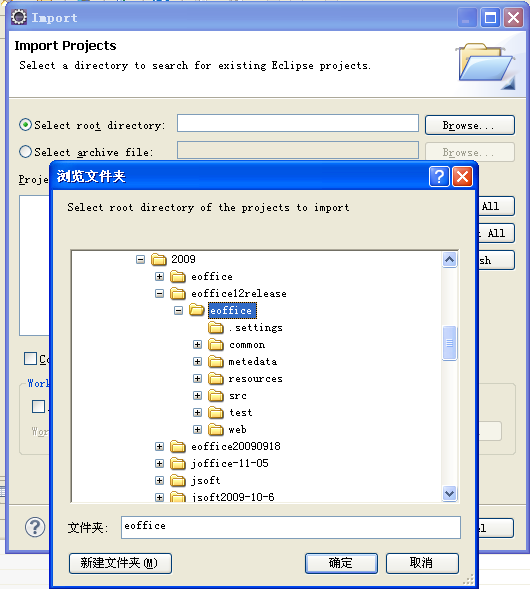 Import
Import Projects
Select a directory to search for existing Eclipse projects.
Select root directory:
Browse...
Select archive file:
Browse...
Proje
All
All
sh
Co
Work
Wor
浏览文件夹
Select root directory of the projects to import
2009
eoffice
eoffice12release
eoffice
.settings
common
metedata
resources
src
test
web
eoffice20090918
joffice-11-05
jsoft
jsoft2009-10-6
文件夹:
eoffice
新建文件夹(M)
确定
取消